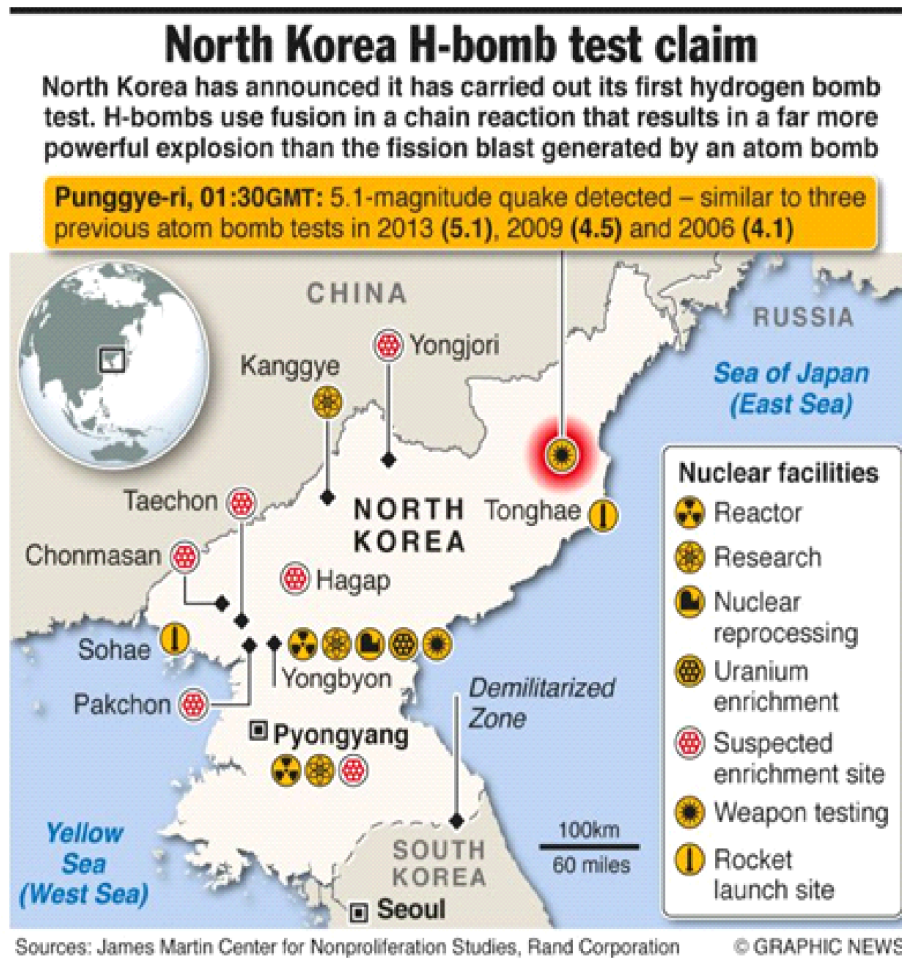 North Korea H-bomb test claim
North Korea has announced it has carried out its first hydrogen bomb
test. H-bombs use fusion in a chain reaction that results in a far more
powerful explosion than the fission blast generated by an atom bomb
Punggye-ri, 01:30GMT: 5.1-magnitude quake detected – similar to three
previous atom bomb tests in 2013 (5.1), 2009 (4.5) and 2006 (4.1)
CHINA
RUSSIA
Yongjori
Kanggye
Sea of Japan
(East Sea)
Taechon
NORTH
KOREA
Tonghae
Chonmasan
Hagap
Sohae
Yongbyon
Pakchon
Demilitarized
Zone
Pyongyang
Yellow
Sea
(West Sea)
SOUTH
KOREA
Seoul
100km
60 miles
Nuclear facilities
Reactor
Research
Nuclear
reprocessing
Uranium
enrichment
Suspected
enrichment site
Weapon testing
Rocket
launch site
Sources: James Martin Center for Nonproliferation Studies, Rand Corporation
© GRAPHIC NEWS